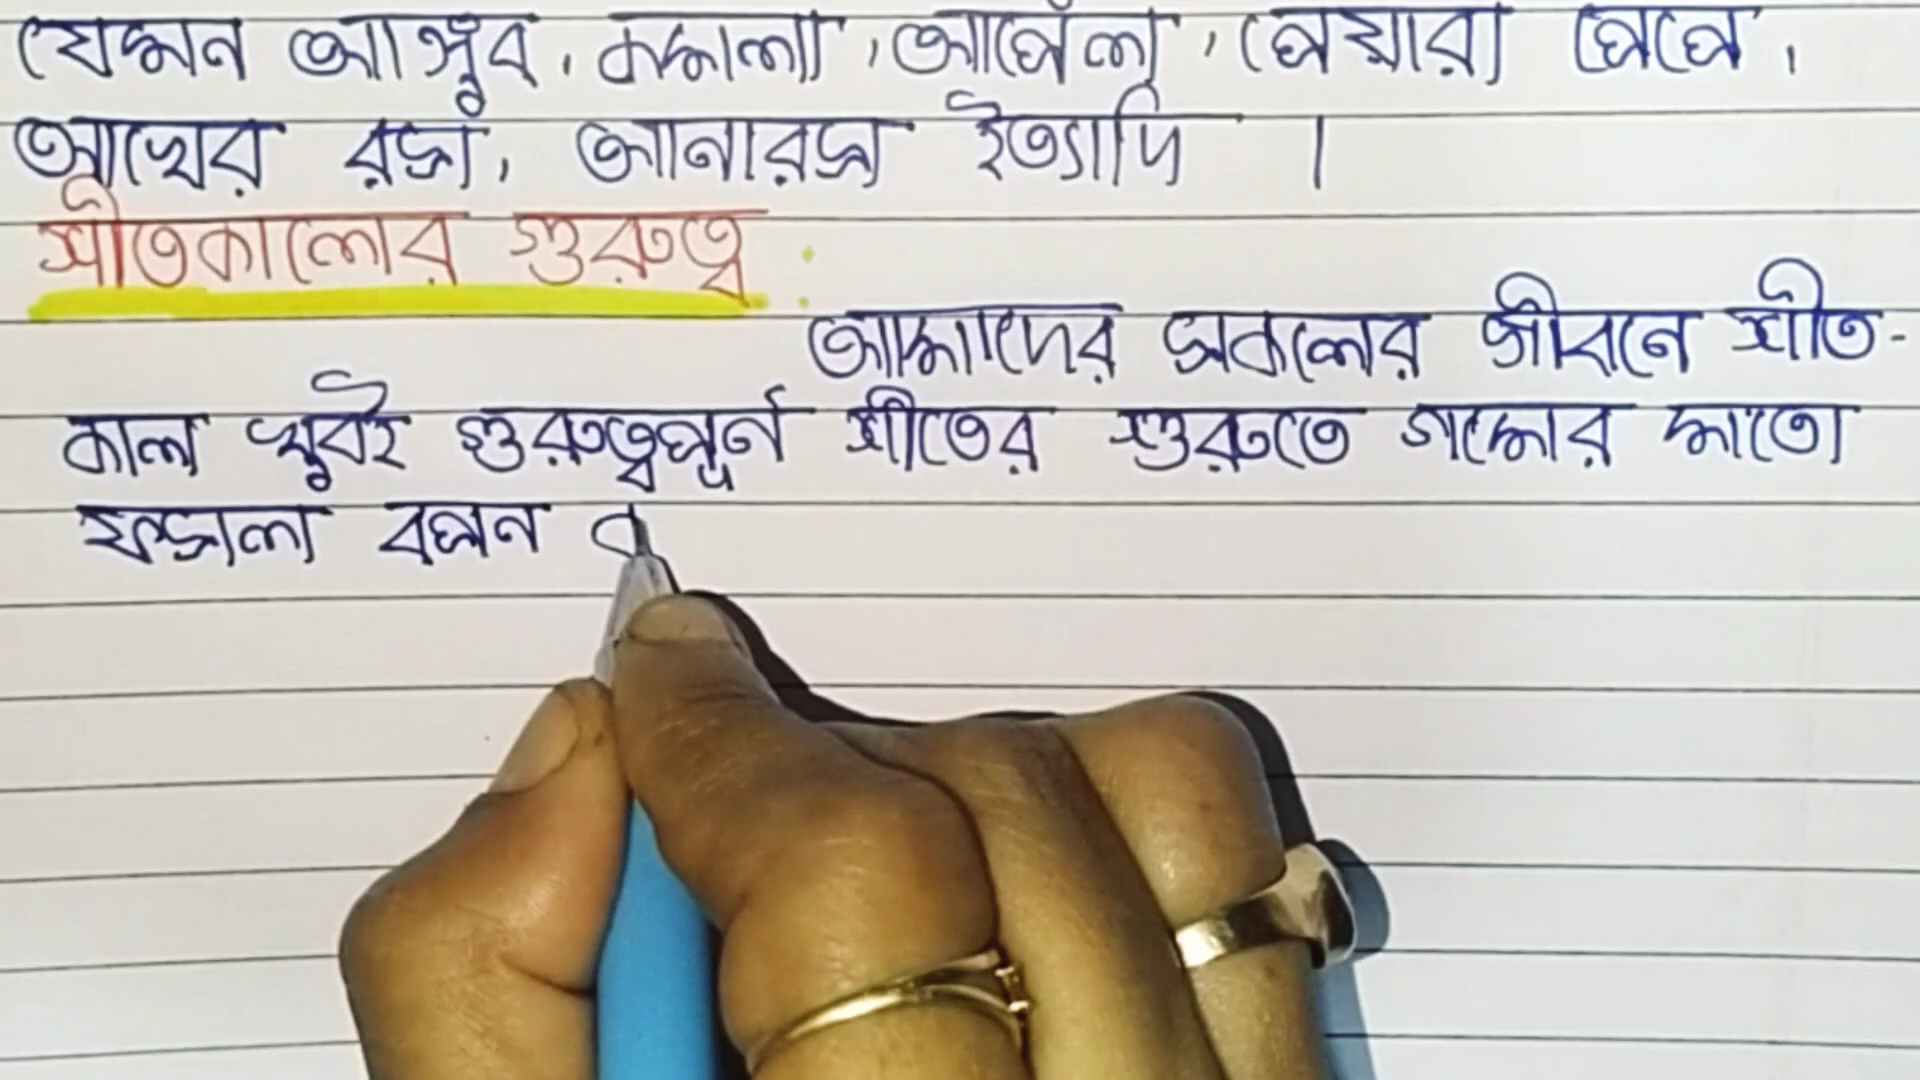 যেমন আঙ্গুর, কমলা, আপেল, পেয়ারা পেপে,
আখের রস, আনারস ইত্যাদি ।
শীতকালের গুরুত্ব :
আমাদের সকলের জীবনে শীত-
কাল খুবই গুরুত্বপূর্ন শীতের শুরুতে গমের মতো
ফসল বপন